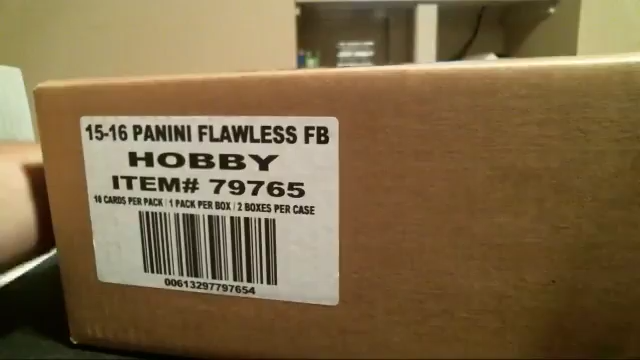 15-16 PANINI FLAWLESS FB
HOBBY
ITEM# 79765
10 CARDS PER PACK / 1 PACK PER BOX / 2 BOXES PER CASE
00613297797654